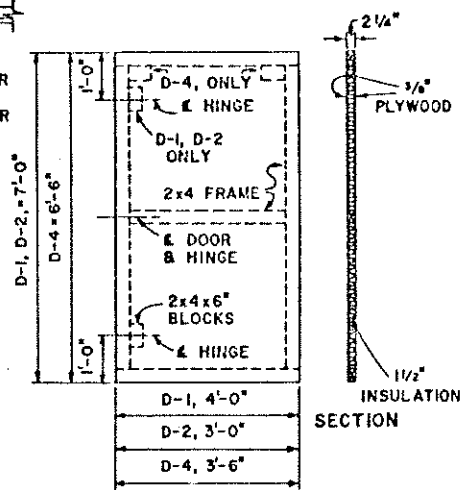 R
R
D-1, D-2, = 7'-0"
D-4 = 6'-6"
1'-0"
D-4, ONLY
℄ HINGE
D-1, D-2
ONLY
2x4 FRAME
℄ DOOR
& HINGE
2x4x6"
BLOCKS
1'-0"
℄ HINGE
D-1, 4'-0"
D-2, 3'-0"
D-4, 3'-6"
2 1/4"
3/8"
PLYWOOD
1 1/2"
INSULATION
SECTION